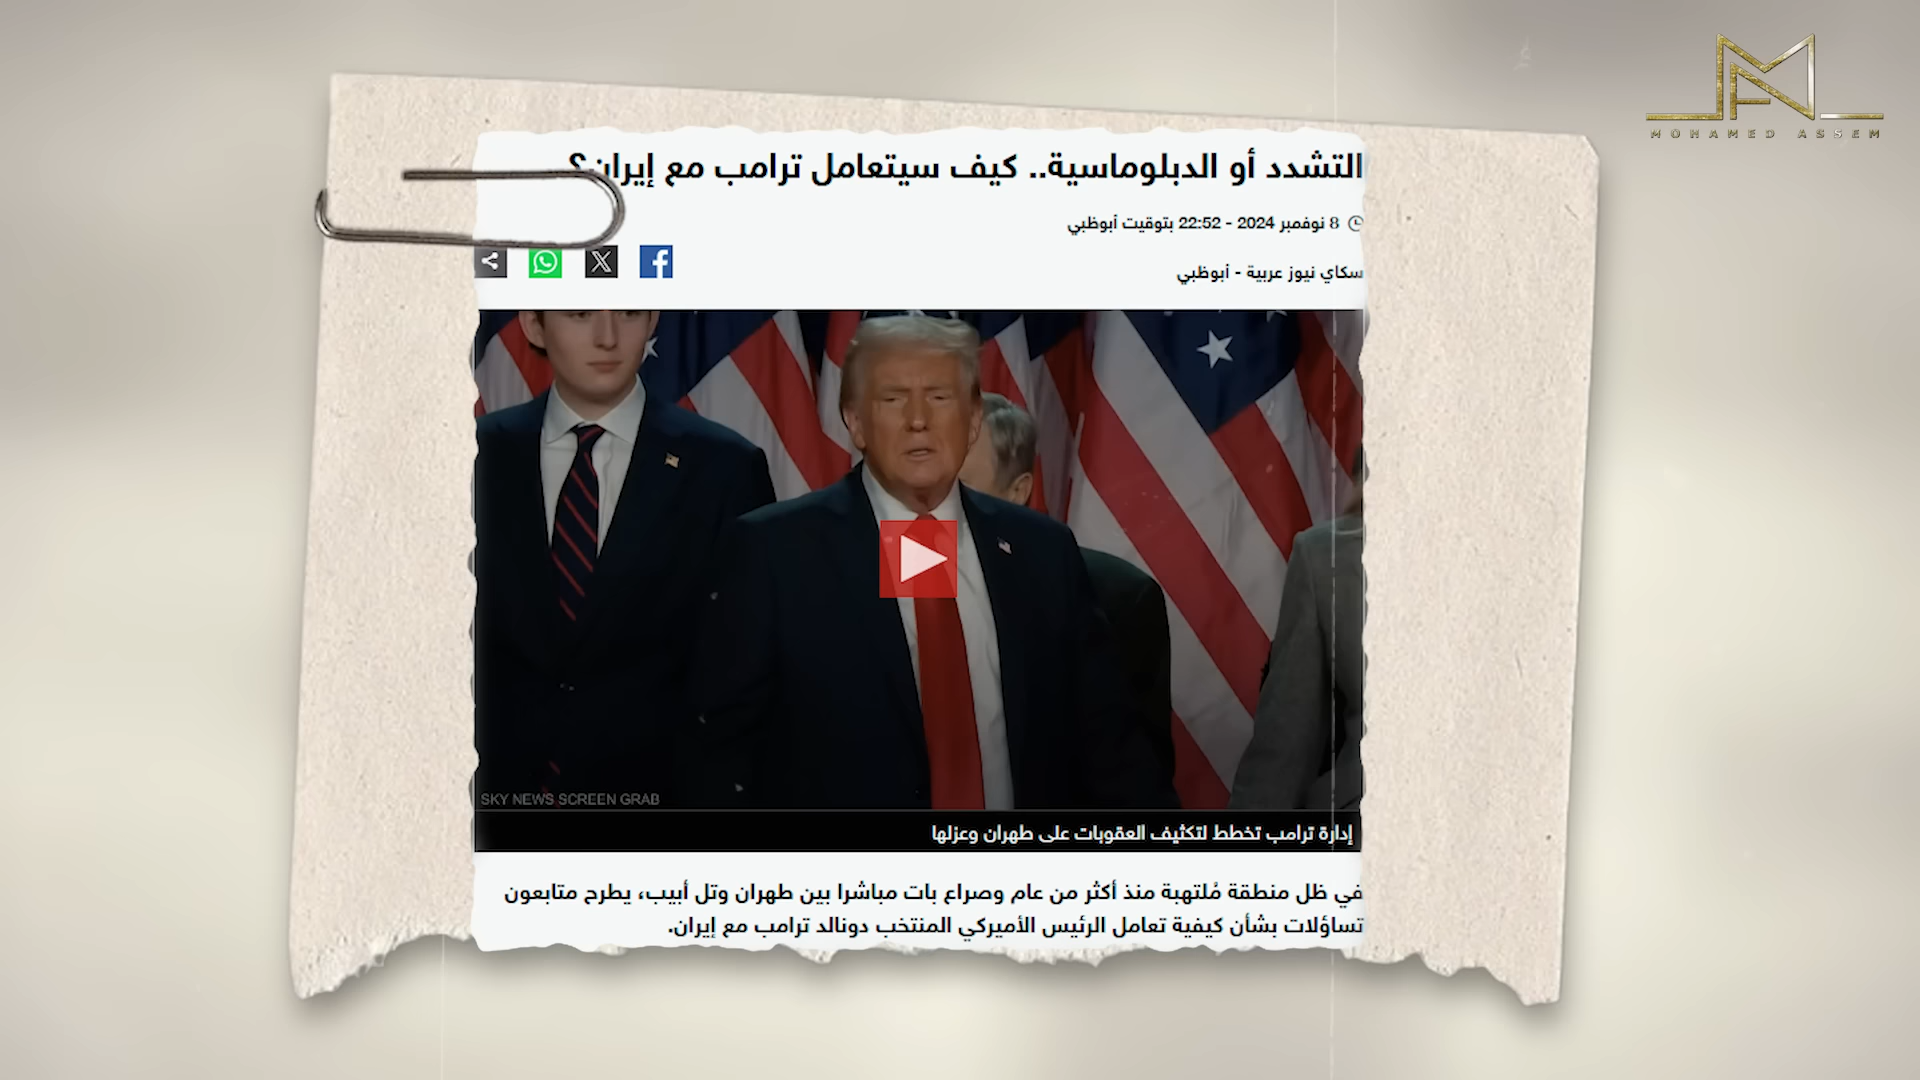 MOHAMED ASSEM
التشدد أو الدبلوماسية.. كيف سيتعامل ترامب مع إيران؟
8 نوفمبر 2024 - 22:52 بتوقيت أبوظبي
سكاي نيوز عربية - أبوظبي
SKY NEWS SCREEN GRAB
إدارة ترامب تخطط لتكثيف العقوبات على طهران وعزلها
في ظل منطقة مُلتهبة منذ أكثر من عام وصراع بات مباشرا بين طهران وتل أبيب، يطرح متابعون
تساؤلات بشأن كيفية تعامل الرئيس الأميركي المنتخب دونالد ترامب مع إيران.